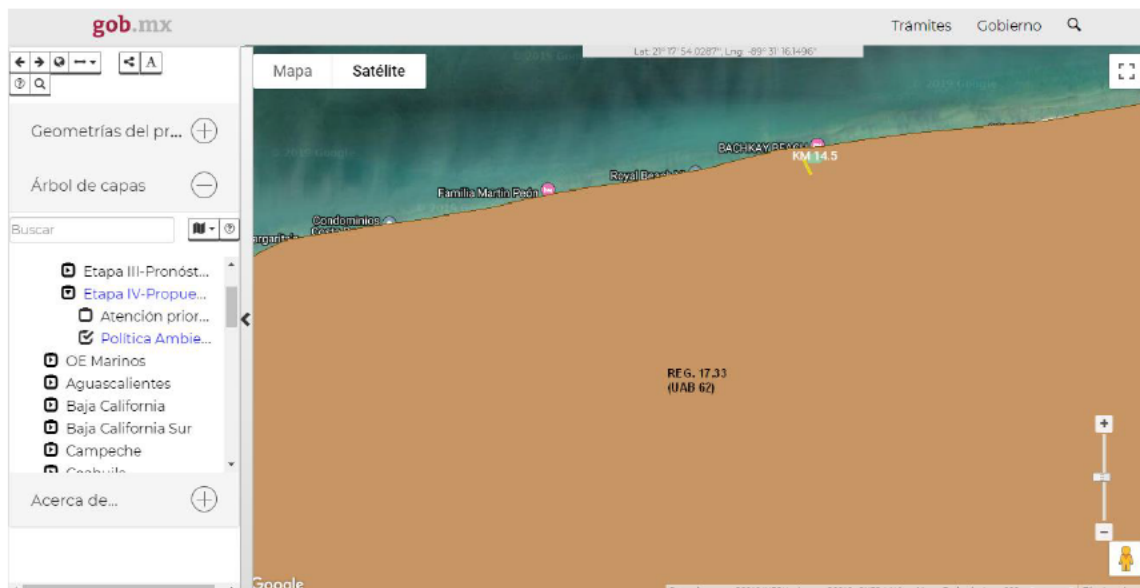 gob.mx
Trámites Gobierno
Lat: 21° 17' 54.0287", Lng: -89° 31' 16.1496"
A
Mapa Satélite
Geometrías del pr...
Árbol de capas
Buscar
Etapa III-Pronóst...
Etapa IV-Propue...
Atención prior...
Política Ambie...
OE Marinos
Aguascalientes
Baja California
Baja California Sur
Campeche
Acerca de...
BACHKAY BEACH
KM 14.5
Royal Beach
Familia Martin Peón
Condominios
REG. 17.33
(UAB 62)
Google